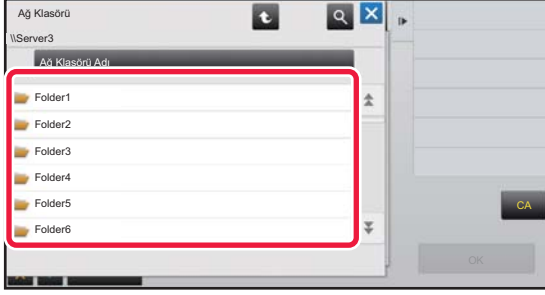 Ağ Klasörü
\\Server3
Ağ Klasörü Adı
Folder1
Folder2
Folder3
Folder4
Folder5
Folder6
CA
OK